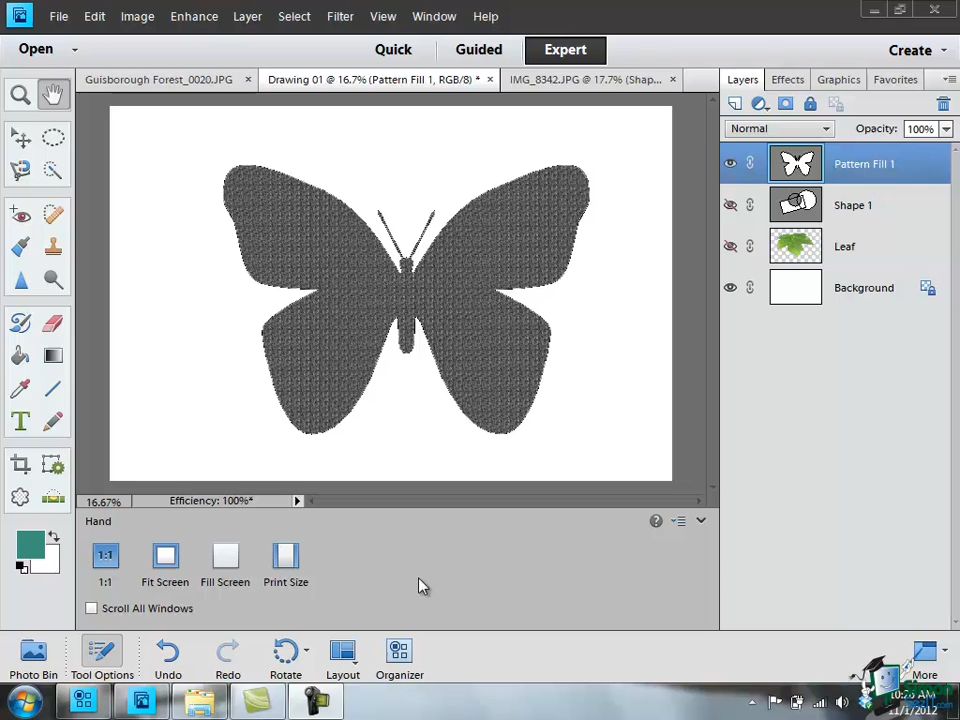 File Edit Image Enhance Layer Select Filter View Window Help
Open Quick Guided Expert Create
Guisborough Forest_0020.JPG × Drawing 01 @ 16.7% (Pattern Fill 1, RGB/8) * × IMG_8342.JPG @ 17.7% (Shap... ×
Layers Effects Graphics Favorites
Normal Opacity: 100%
Pattern Fill 1
Shape 1
Leaf
Background
16.67% Efficiency: 100%*
Hand
1:1
1:1 Fit Screen Fill Screen Print Size
Scroll All Windows
Photo Bin Tool Options Undo Redo Rotate Layout Organizer More
10:28 AM
11/1/2012